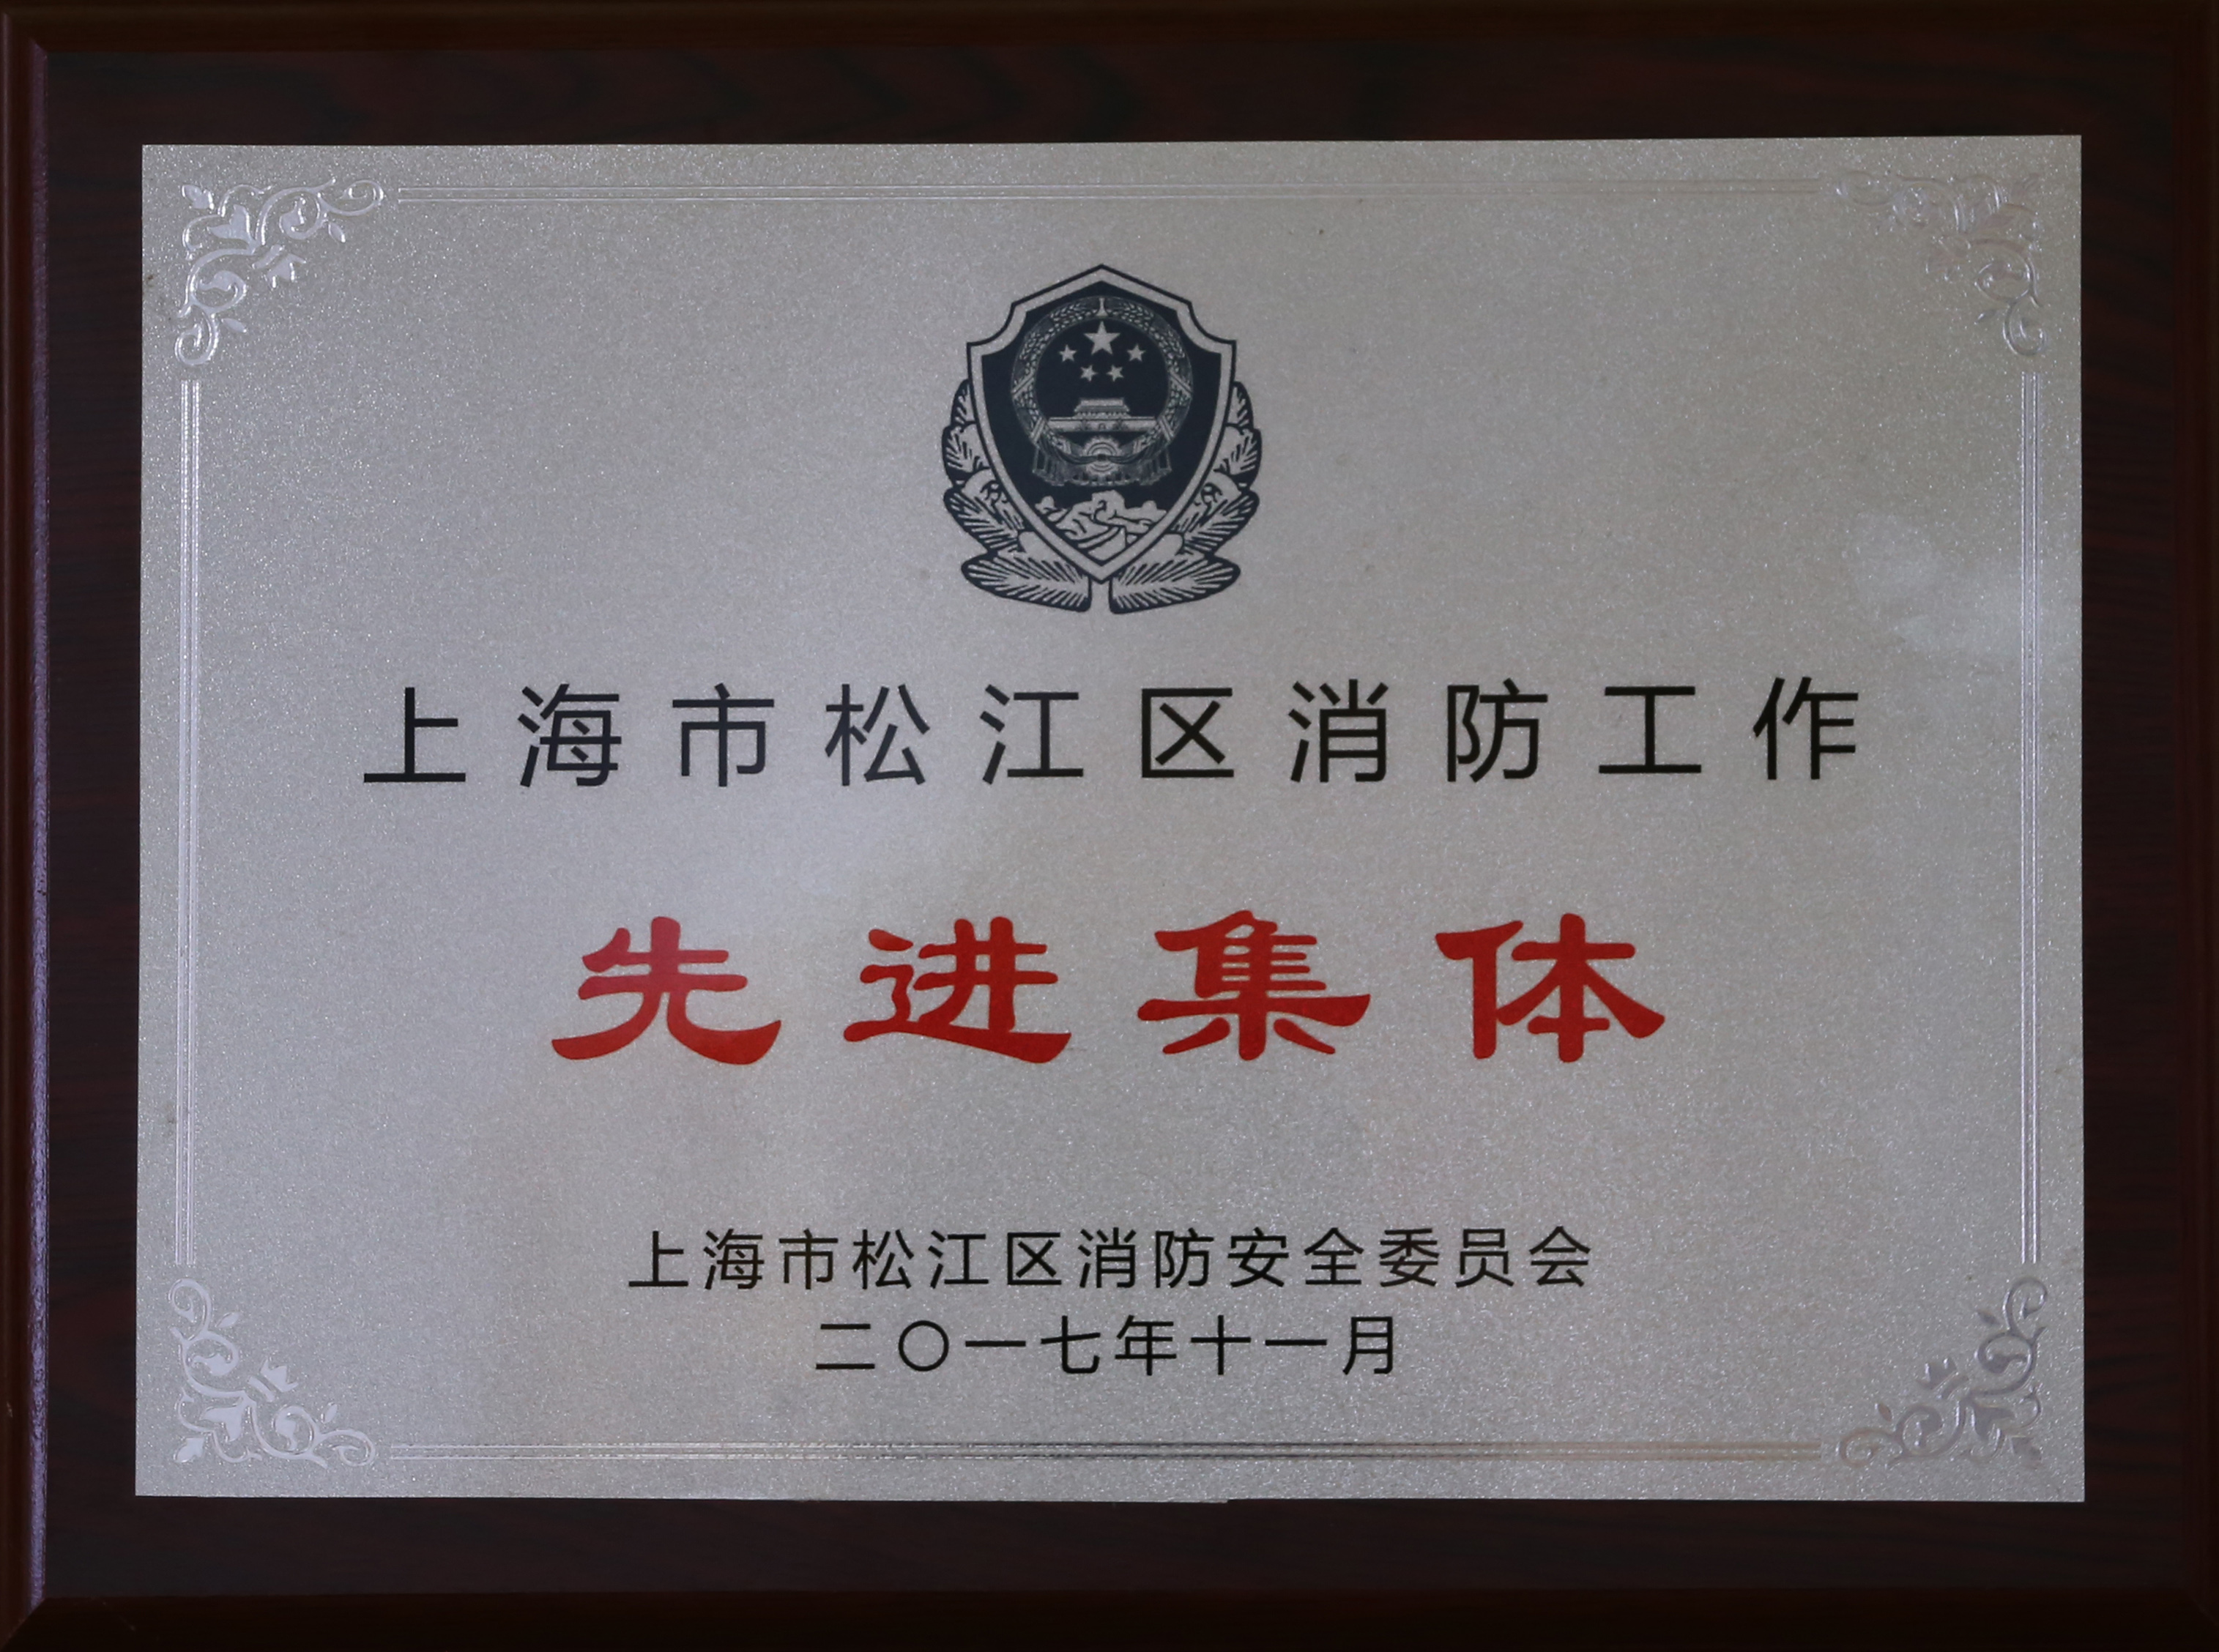 上海市松江区消防工作
先进集体
上海市松江区消防安全委员会
二〇一七年十一月